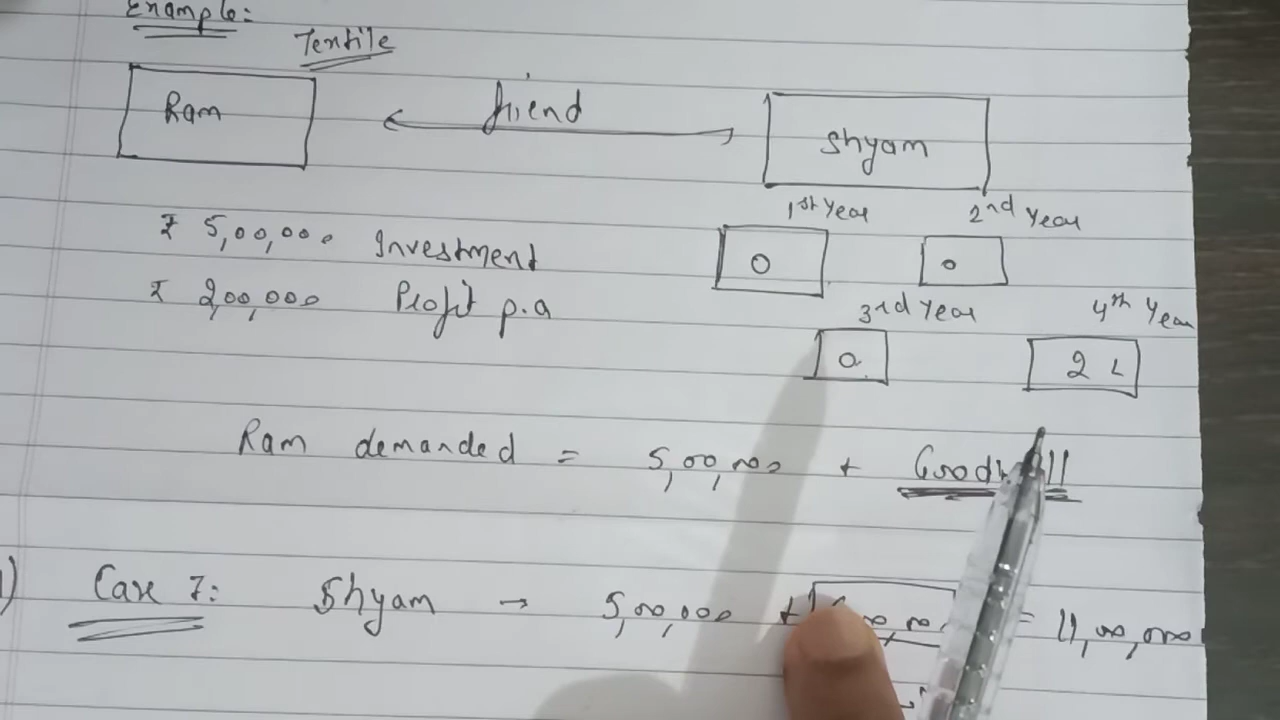 Example:
Textile
Ram
friend
Shyam
₹ 5,00,000 Investment
₹ 2,00,000 Profit p.a
1st Year
2nd Year
0
0
3rd Year
4th Year
0
2 L
Ram demanded = 5,00,000 +
Case I: Shyam → 5,00,000 +
= 11,00,000